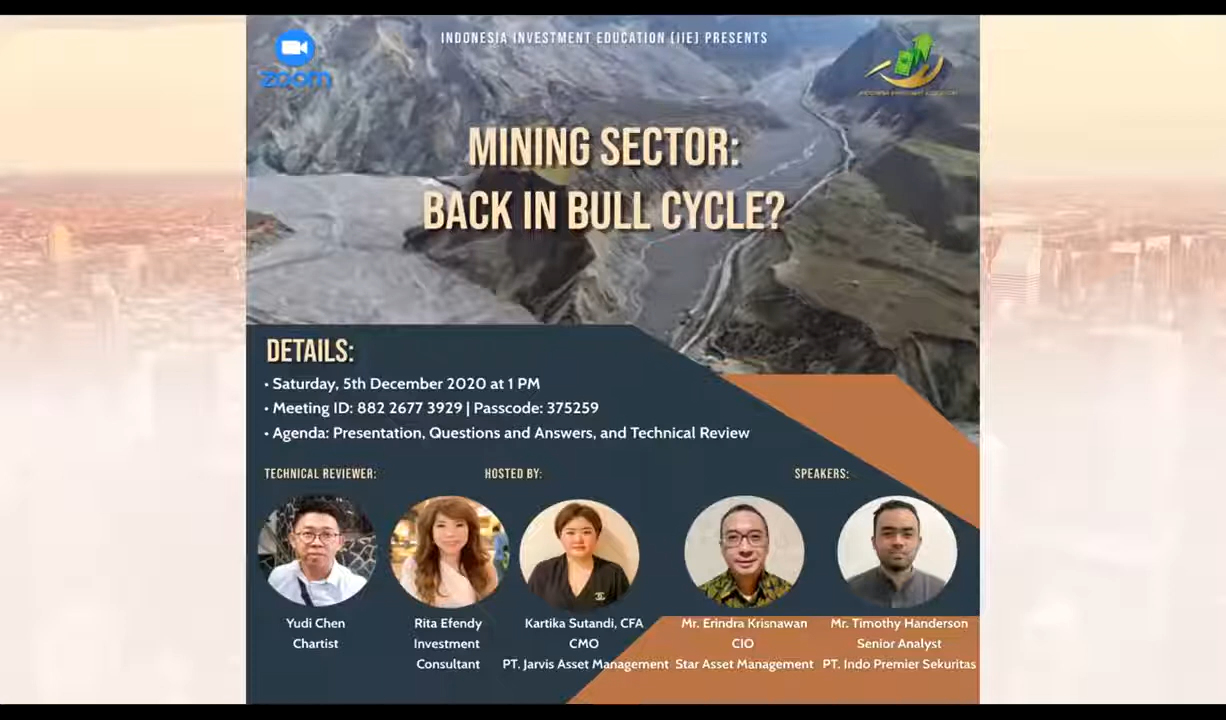 INDONESIA INVESTMENT EDUCATION (IIE) PRESENTS
zoom
INDONESIA INVESTMENT EDUCATION
MINING SECTOR:
BACK IN BULL CYCLE?
DETAILS:
• Saturday, 5th December 2020 at 1 PM
• Meeting ID: 882 2677 3929 | Passcode: 375259
• Agenda: Presentation, Questions and Answers, and Technical Review
TECHNICAL REVIEWER:
HOSTED BY:
SPEAKERS:
Yudi Chen
Chartist
Rita Efendy
Investment
Consultant
Kartika Sutandi, CFA
CMO
PT. Jarvis Asset Management
Mr. Erindra Krisnawan
CIO
Star Asset Management
Mr. Timothy Handerson
Senior Analyst
PT. Indo Premier Sekuritas